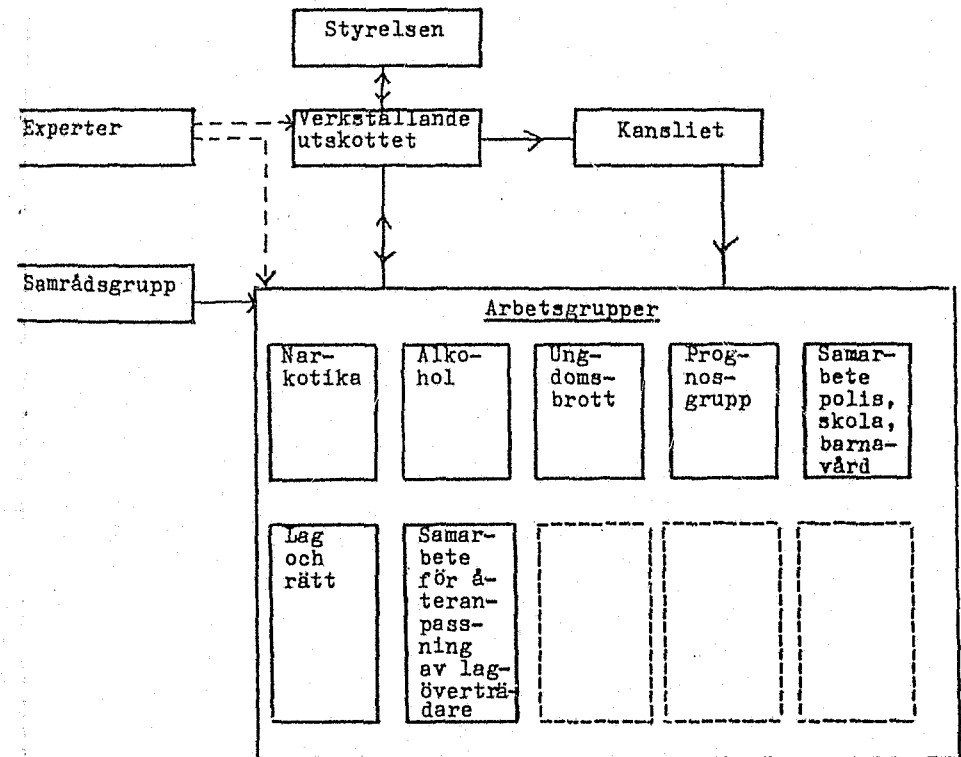 Styrelsen
Experter
Verkställande
utskottet
Kansliet
Samrådsgrupp
Arbetsgrupper
Nar-
kotika
Alko-
hol
Ung-
doms-
brott
Prog-
nos-
grupp
Samar-
bete
polis,
skola,
barna-
vård
Lag
och
rätt
Samar-
bete
för å-
teran-
pass-
ning
av lag-
överträ-
dare